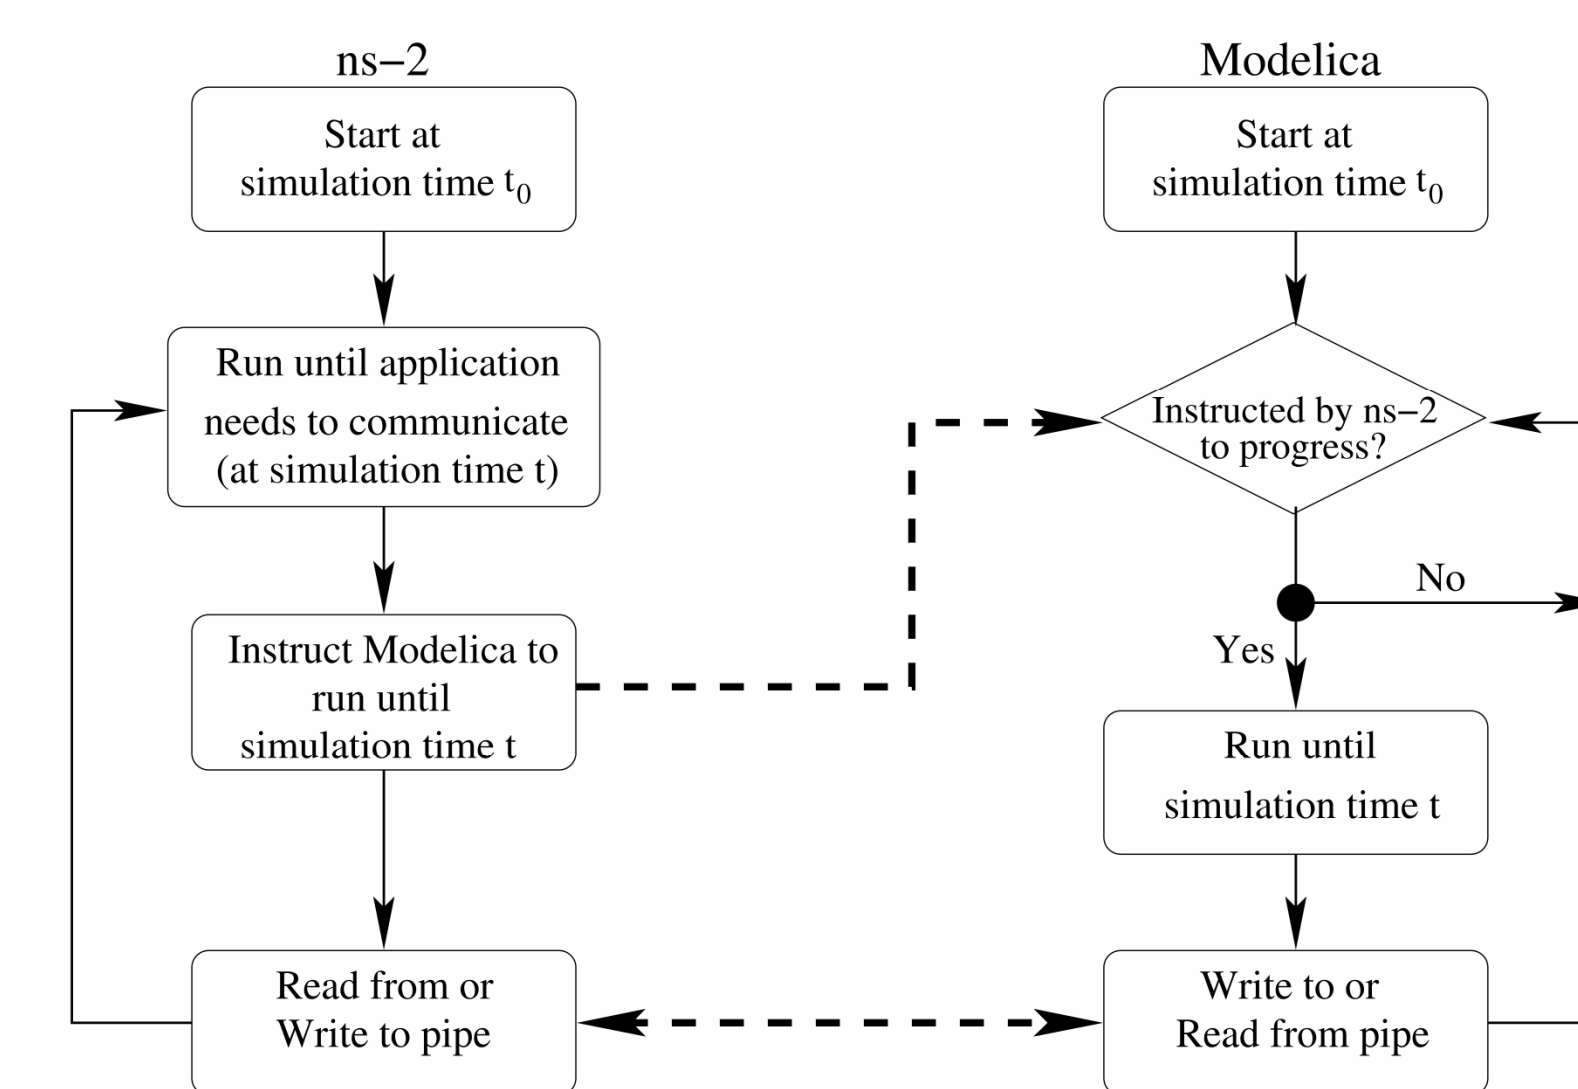 ns−2
Start at
simulation time t0
Run until application
needs to communicate
(at simulation time t)
Instruct Modelica to
run until
simulation time t
Read from or
Write to pipe
Modelica
Start at
simulation time t0
Instructed by ns−2
to progress?
No
Yes
Run until
simulation time t
Write to or
Read from pipe